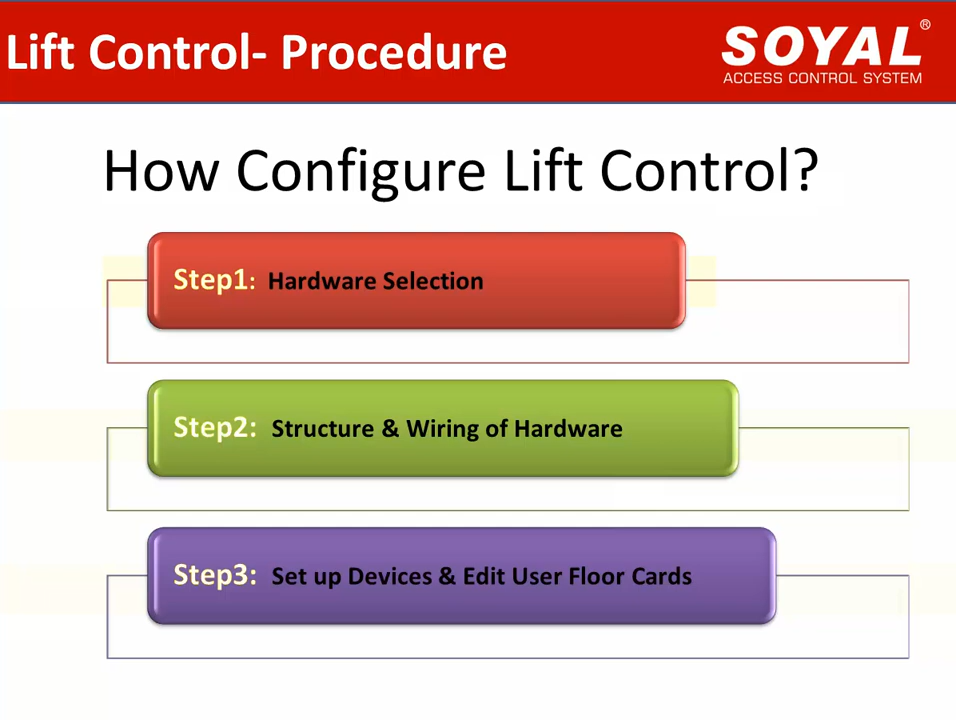 Lift Control- Procedure
SOYAL®
ACCESS CONTROL SYSTEM
How Configure Lift Control?
Step1: Hardware Selection
Step2: Structure & Wiring of Hardware
Step3: Set up Devices & Edit User Floor Cards